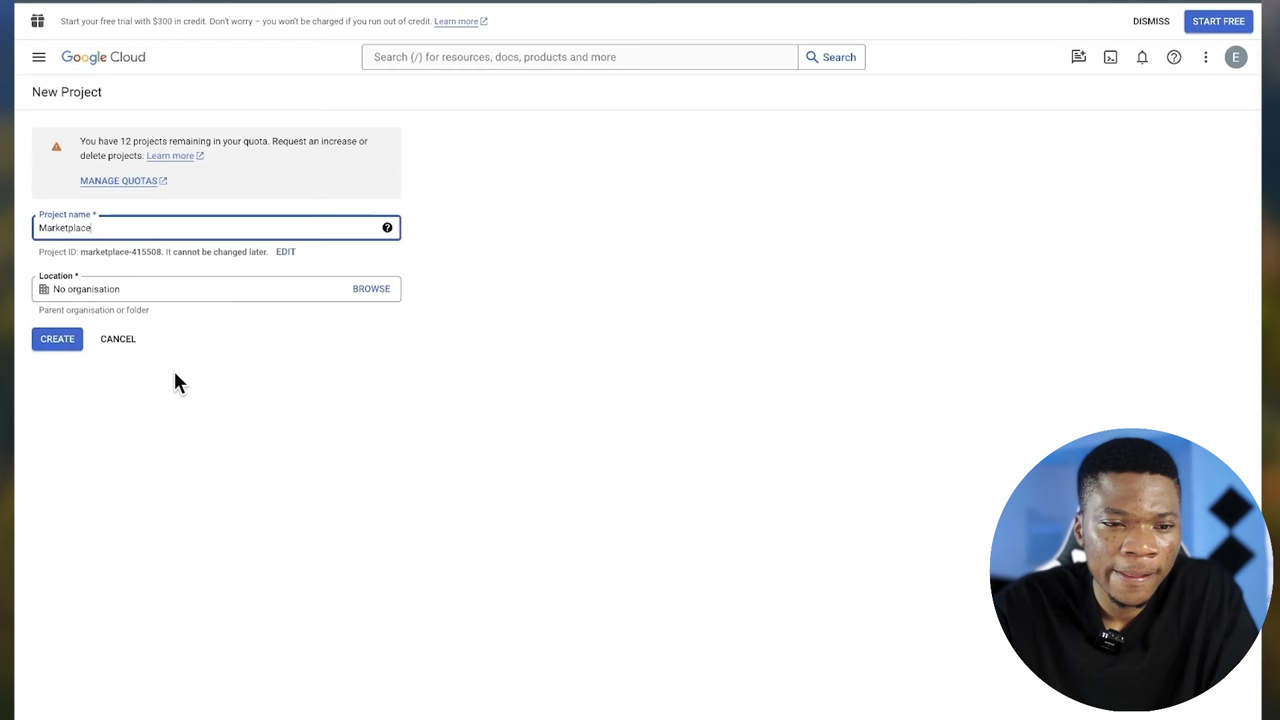 Start your free trial with $300 in credit. Don't worry – you won't be charged if you run out of credit. Learn more
DISMISS
START FREE
Google Cloud
Search (/) for resources, docs, products and more
Search
E
New Project
You have 12 projects remaining in your quota. Request an increase or
delete projects. Learn more
MANAGE QUOTAS
Project name *
Marketplace
Project ID: marketplace-415508. It cannot be changed later. EDIT
Location *
No organisation
BROWSE
Parent organisation or folder
CREATE
CANCEL